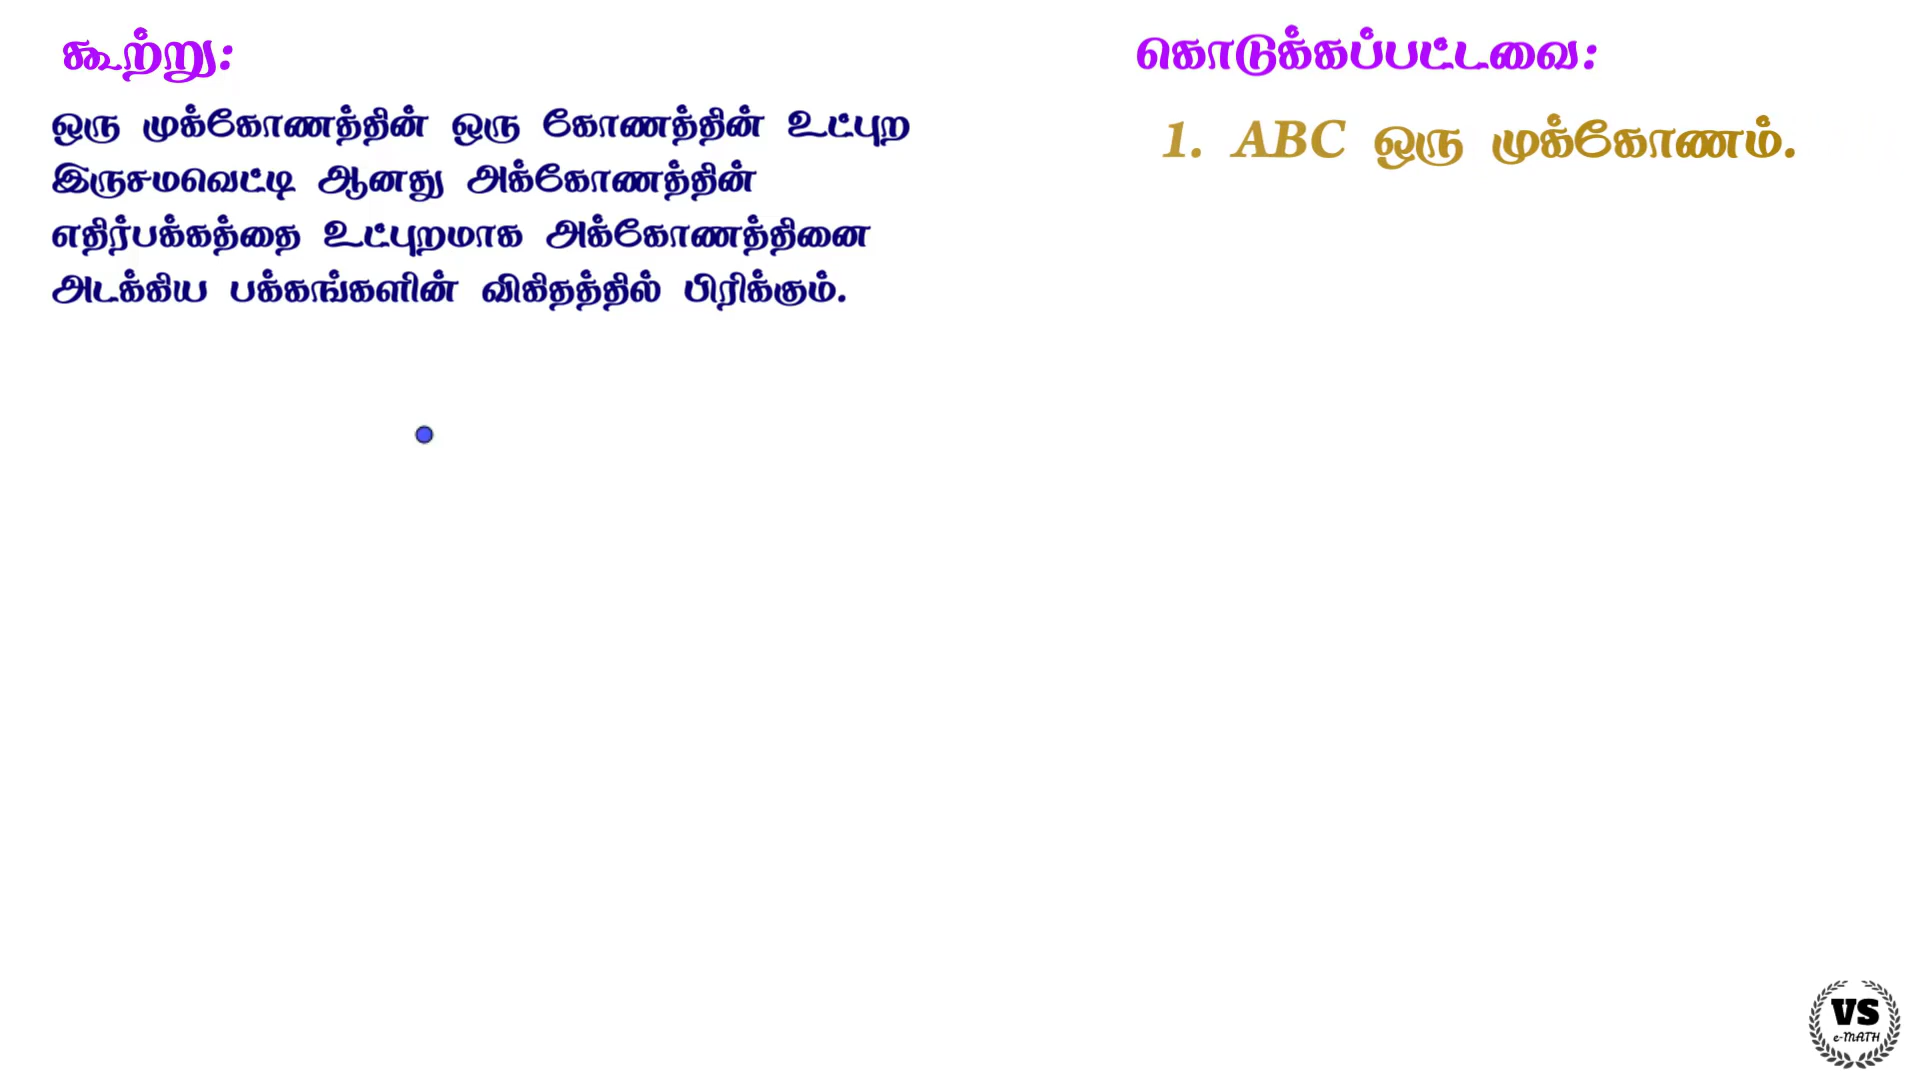 கூற்று:
ஒரு முக்கோணத்தின் ஒரு கோணத்தின் உட்புற
இருசமவெட்டி ஆனது அக்கோணத்தின்
எதிர்பக்கத்தை உட்புறமாக அக்கோணத்தினை
அடக்கிய பக்கங்களின் விகிதத்தில் பிரிக்கும்.
கொடுக்கப்பட்டவை:
1. ABC ஒரு முக்கோணம்.
VS
e-MATH